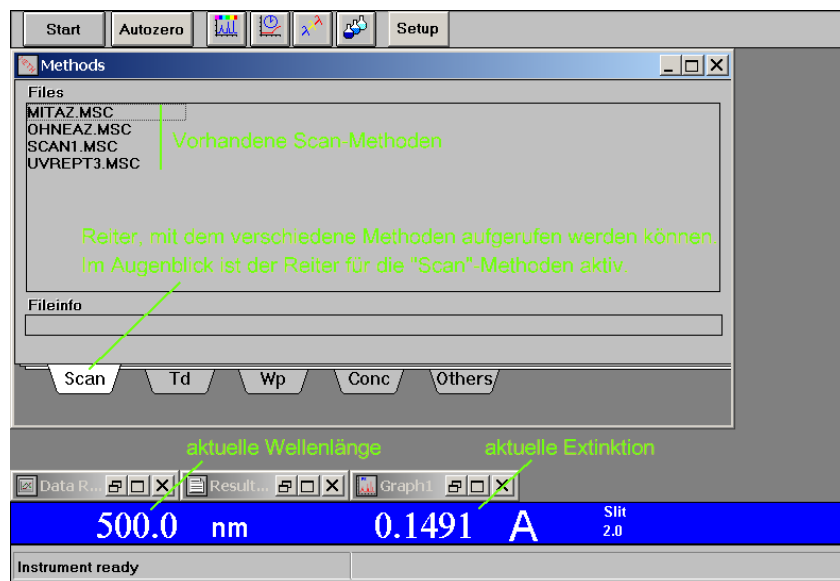 Start Autozero Setup
Methods
Files
MITAZ.MSC
OHNEAZ.MSC
SCAN1.MSC
UVREPT3.MSC
Vorhandene Scan-Methoden
Reiter, mit dem verschiedene Methoden aufgerufen werden können.
Im Augenblick ist der Reiter für die "Scan"-Methoden aktiv.
Fileinfo
Scan Td Wp Conc Others
aktuelle Wellenlänge aktuelle Extinktion
Data R... Result... Graph1
500.0 nm 0.1491 A Slit
2.0
Instrument ready